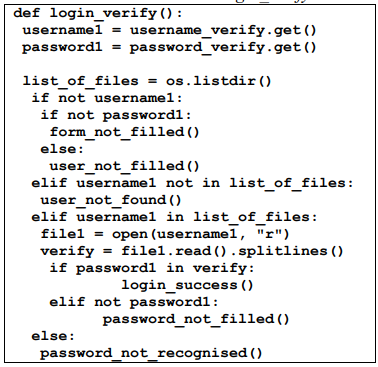 def login_verify():
 username1 = username_verify.get()
 password1 = password_verify.get()

 list_of_files = os.listdir()
  if not username1:
   if not password1:
    form_not_filled()
   else:
    user_not_filled()
  elif username1 not in list_of_files:
   user_not_found()
  elif username1 in list_of_files:
   file1 = open(username1, "r")
   verify = file1.read().splitlines()
    if password1 in verify:
            login_success()
    elif not password1:
          password_not_filled()
  else:
   password_not_recognised()